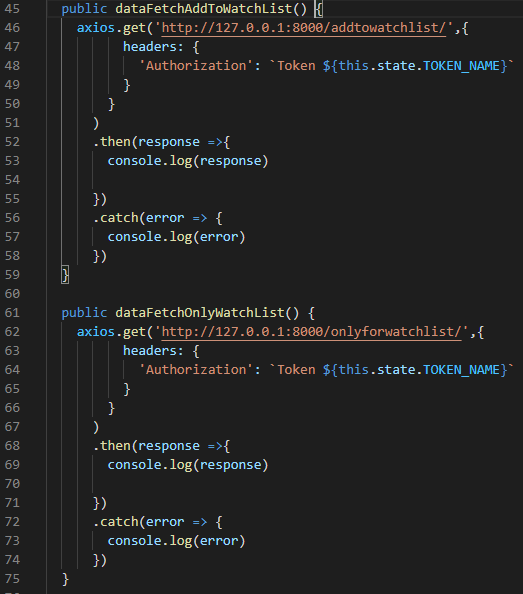 45 public dataFetchAddToWatchList() {
46 axios.get('http://127.0.0.1:8000/addtowatchlist/',{
47 headers: {
48 'Authorization': `Token ${this.state.TOKEN_NAME}`
49 }
50 }
51 )
52 .then(response =>{
53 console.log(response)
54
55 })
56 .catch(error => {
57 console.log(error)
58 })
59 }
60
61 public dataFetchOnlyWatchList() {
62 axios.get('http://127.0.0.1:8000/onlyforwatchlist/',{
63 headers: {
64 'Authorization': `Token ${this.state.TOKEN_NAME}`
65 }
66 }
67 )
68 .then(response =>{
69 console.log(response)
70
71 })
72 .catch(error => {
73 console.log(error)
74 })
75 }